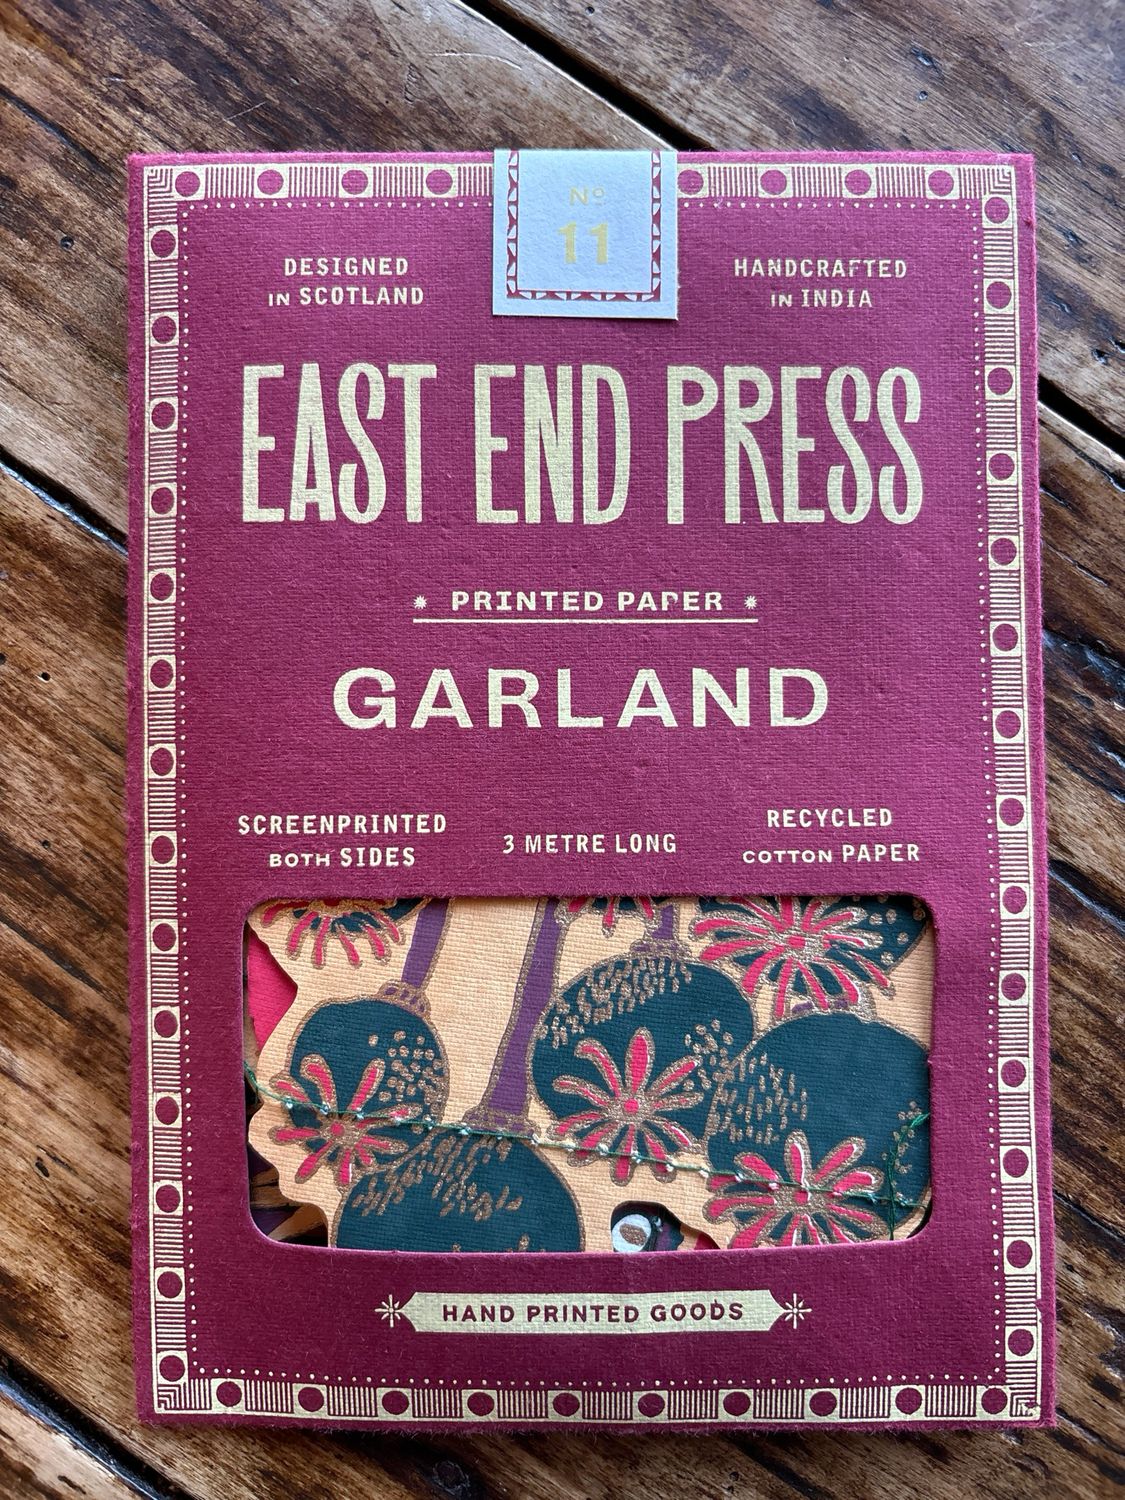 Nº
11
DESIGNED
IN SCOTLAND
HANDCRAFTED
IN INDIA
EAST END PRESS
PRINTED PAPER
GARLAND
SCREENPRINTED
BOTH SIDES
3 METRE LONG
RECYCLED
COTTON PAPER
HAND PRINTED GOODS